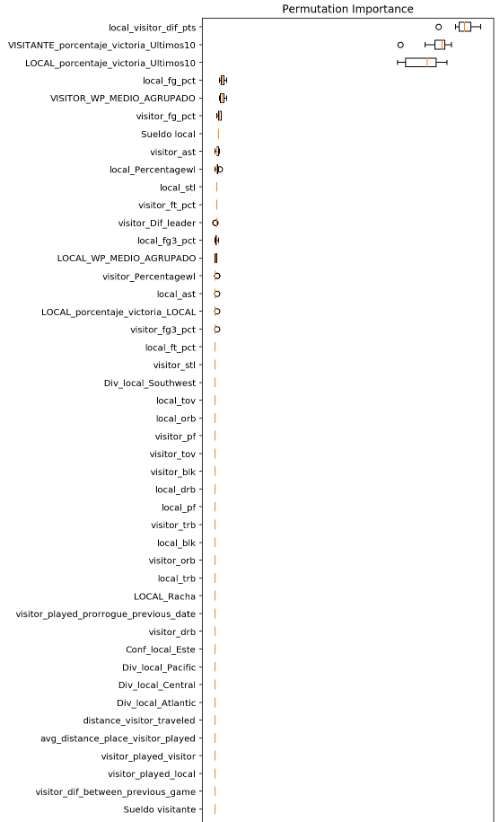 Permutation Importance
local_visitor_dif_pts
VISITANTE_porcentaje_victoria_Ultimos10
LOCAL_porcentaje_victoria_Ultimos10
local_fg_pct
VISITOR_WP_MEDIO_AGRUPADO
visitor_fg_pct
Sueldo local
visitor_ast
local_Percentagewl
local_stl
visitor_ft_pct
visitor_Dif_leader
local_fg3_pct
LOCAL_WP_MEDIO_AGRUPADO
visitor_Percentagewl
local_ast
LOCAL_porcentaje_victoria_LOCAL
visitor_fg3_pct
local_ft_pct
visitor_stl
Div_local_Southwest
local_tov
local_orb
visitor_pf
visitor_tov
visitor_blk
local_drb
local_pf
visitor_trb
local_blk
visitor_orb
local_trb
LOCAL_Racha
visitor_played_prorrogue_previous_date
visitor_drb
Conf_local_Este
Div_local_Pacific
Div_local_Central
Div_local_Atlantic
distance_visitor_traveled
avg_distance_place_visitor_played
visitor_played_visitor
visitor_played_local
visitor_dif_between_previous_game
Sueldo visitante